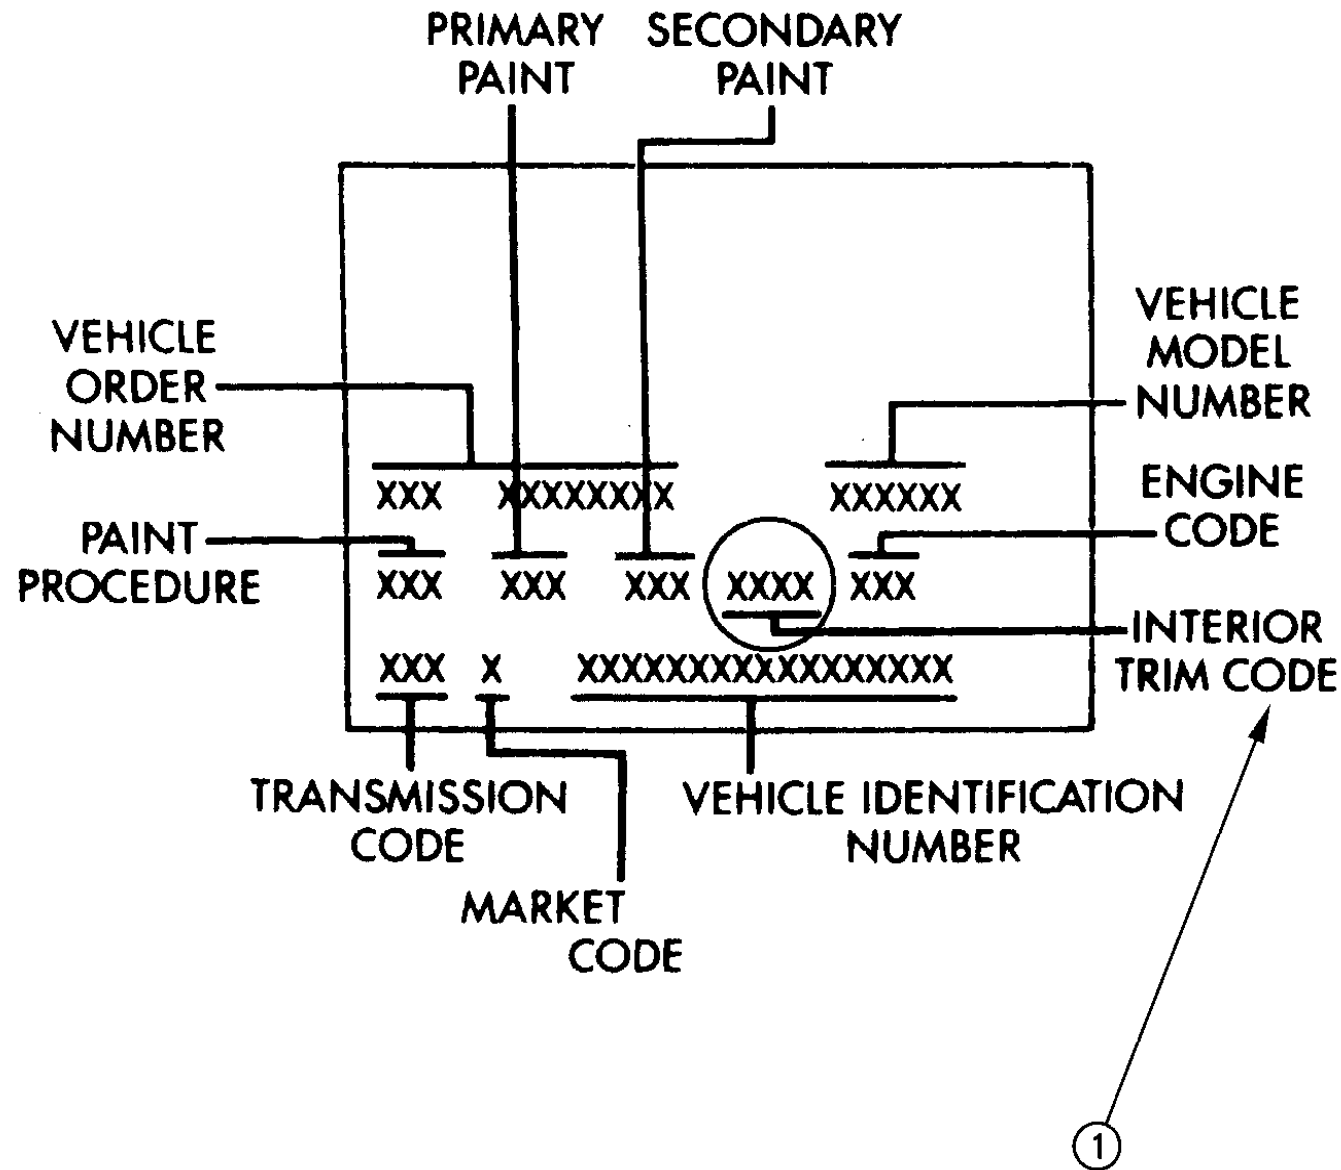 PRIMARY
PAINT
SECONDARY
PAINT
VEHICLE
ORDER
NUMBER
VEHICLE
MODEL
NUMBER
XXX XXXXXXXX XXXXXX
ENGINE
CODE
PAINT
PROCEDURE
XXX XXX XXX XXXX XXX
INTERIOR
TRIM CODE
XXX X XXXXXXXXXXXXXXXXX
TRANSMISSION
CODE
VEHICLE IDENTIFICATION
NUMBER
MARKET
CODE
1